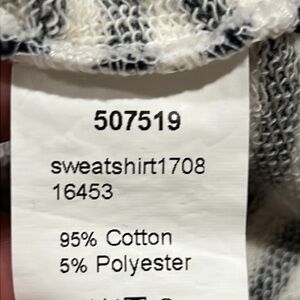 507519
sweatshirt1708
16453
95% Cotton
5% Polyester